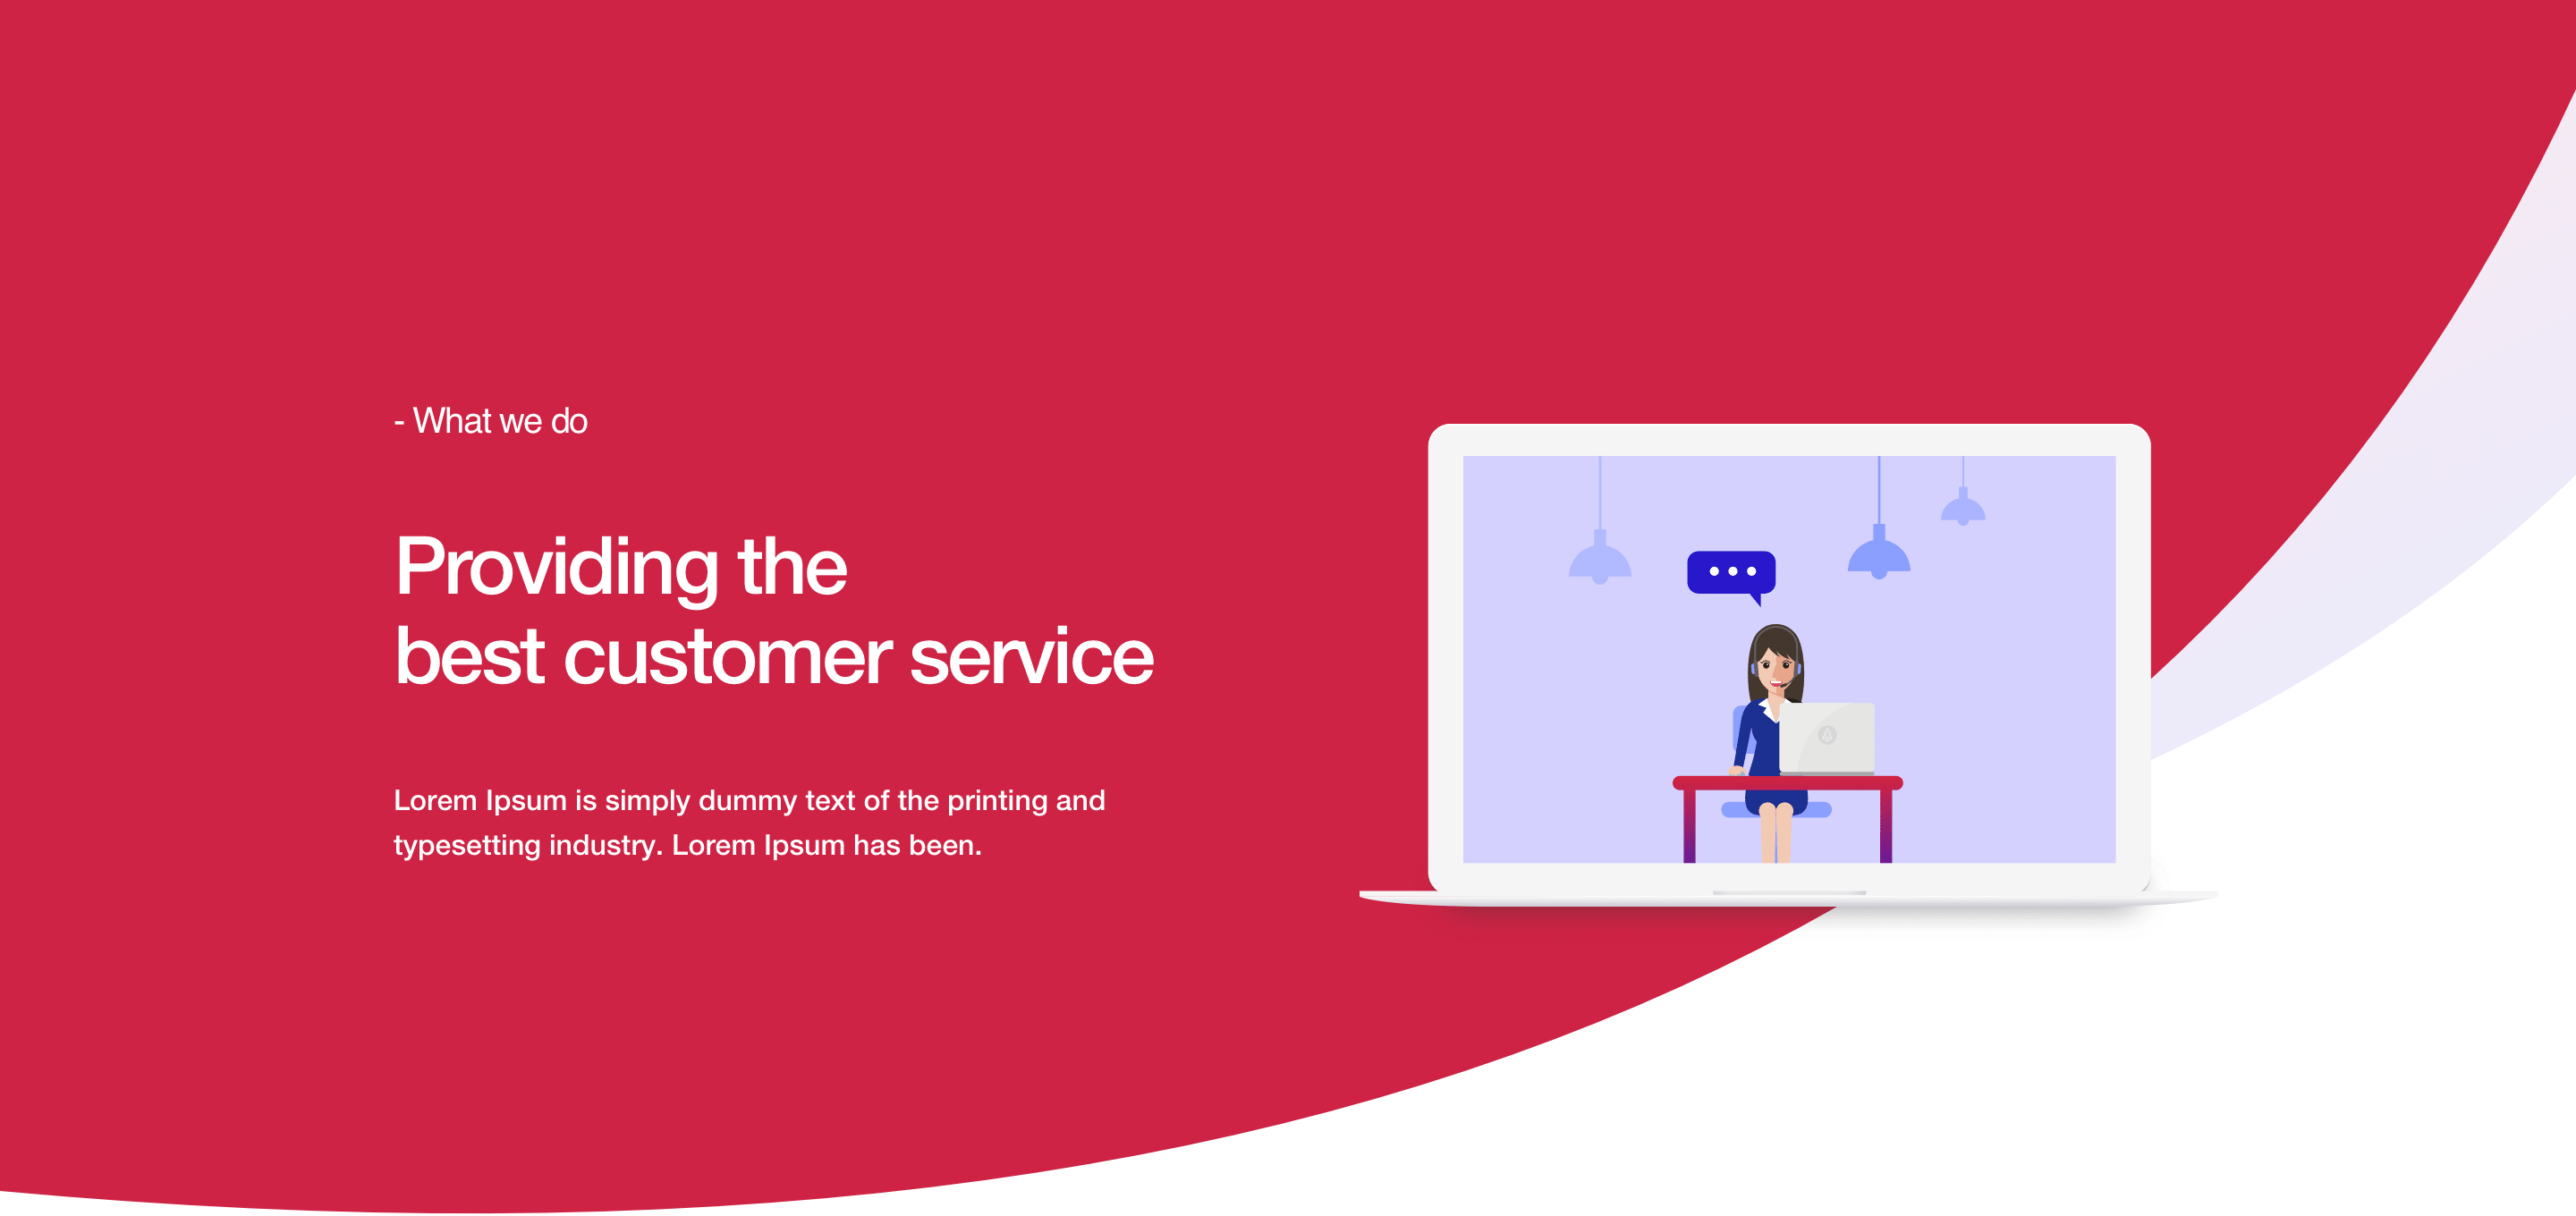 - What we do
Providing the
best customer service
Lorem Ipsum is simply dummy text of the printing and
typesetting industry. Lorem Ipsum has been.